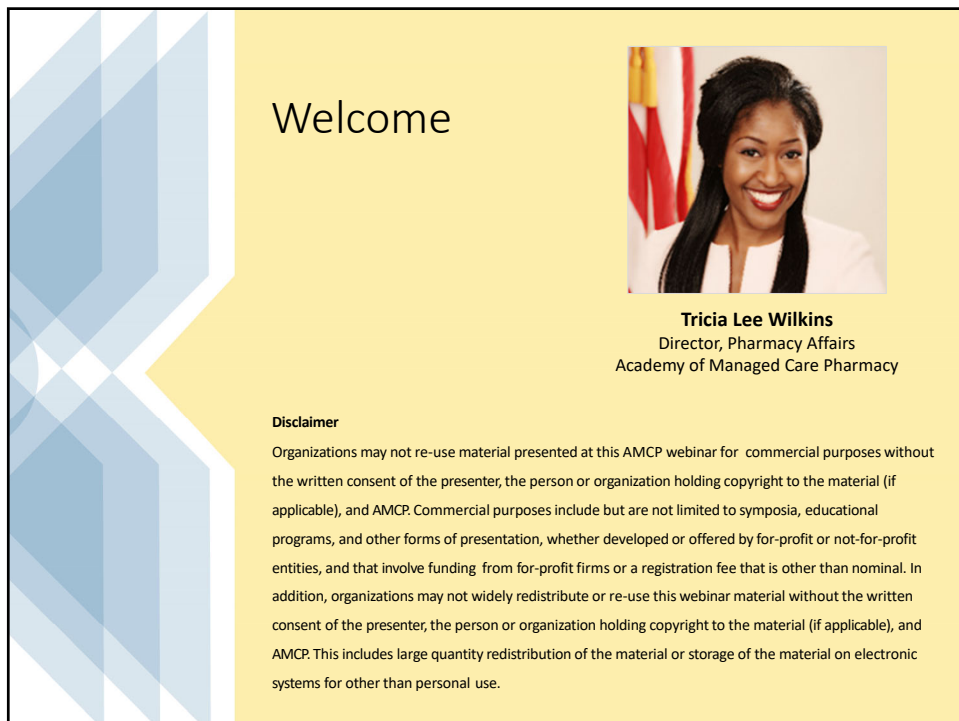 Welcome
Tricia Lee Wilkins
Director, Pharmacy Affairs
Academy of Managed Care Pharmacy
Disclaimer
Organizations may not re-use material presented at this AMCP webinar for commercial purposes without
the written consent of the presenter, the person or organization holding copyright to the material (if
applicable), and AMCP. Commercial purposes include but are not limited to symposia, educational
programs, and other forms of presentation, whether developed or offered by for-profit or not-for-profit
entities, and that involve funding from for-profit firms or a registration fee that is other than nominal. In
addition, organizations may not widely redistribute or re-use this webinar material without the written
consent of the presenter, the person or organization holding copyright to the material (if applicable), and
AMCP. This includes large quantity redistribution of the material or storage of the material on electronic
systems for other than personal use.